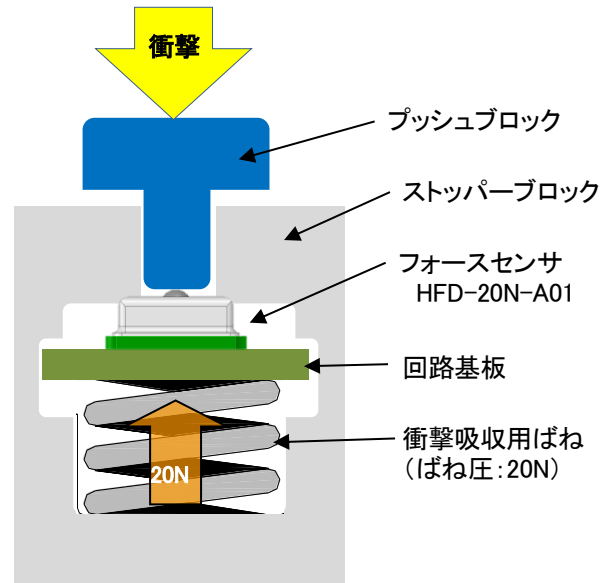 衝撃
プッシュブロック
ストッパーブロック
フォースセンサ
HFD-20N-A01
回路基板
衝撃吸収用ばね
（ばね圧：20N）
20N